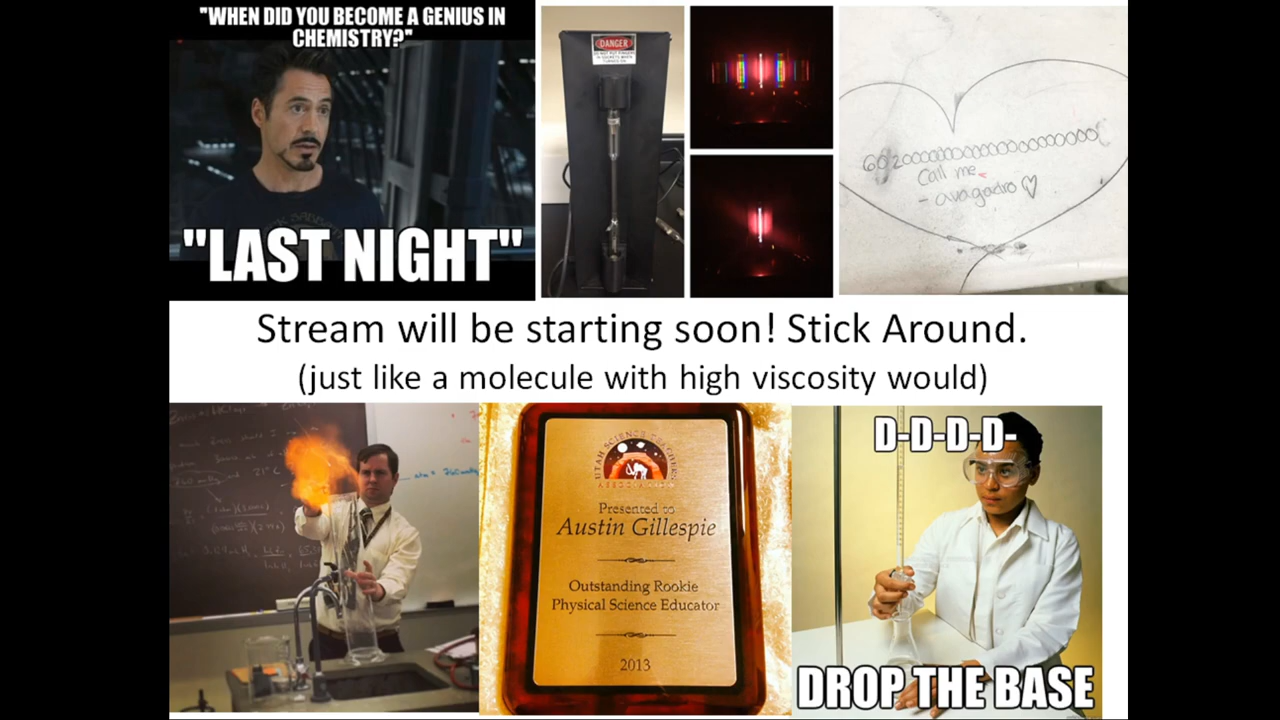 "WHEN DID YOU BECOME A GENIUS IN
CHEMISTRY?"
"LAST NIGHT"
DANGER
Call me
- avagadro ♡
Stream will be starting soon! Stick Around.
(just like a molecule with high viscosity would)
UTAH SCIENCE TEACHERS
ASSOCIATION
Presented to
Austin Gillespie
Outstanding Rookie
Physical Science Educator
2013
D-D-D-D-
DROP THE BASE